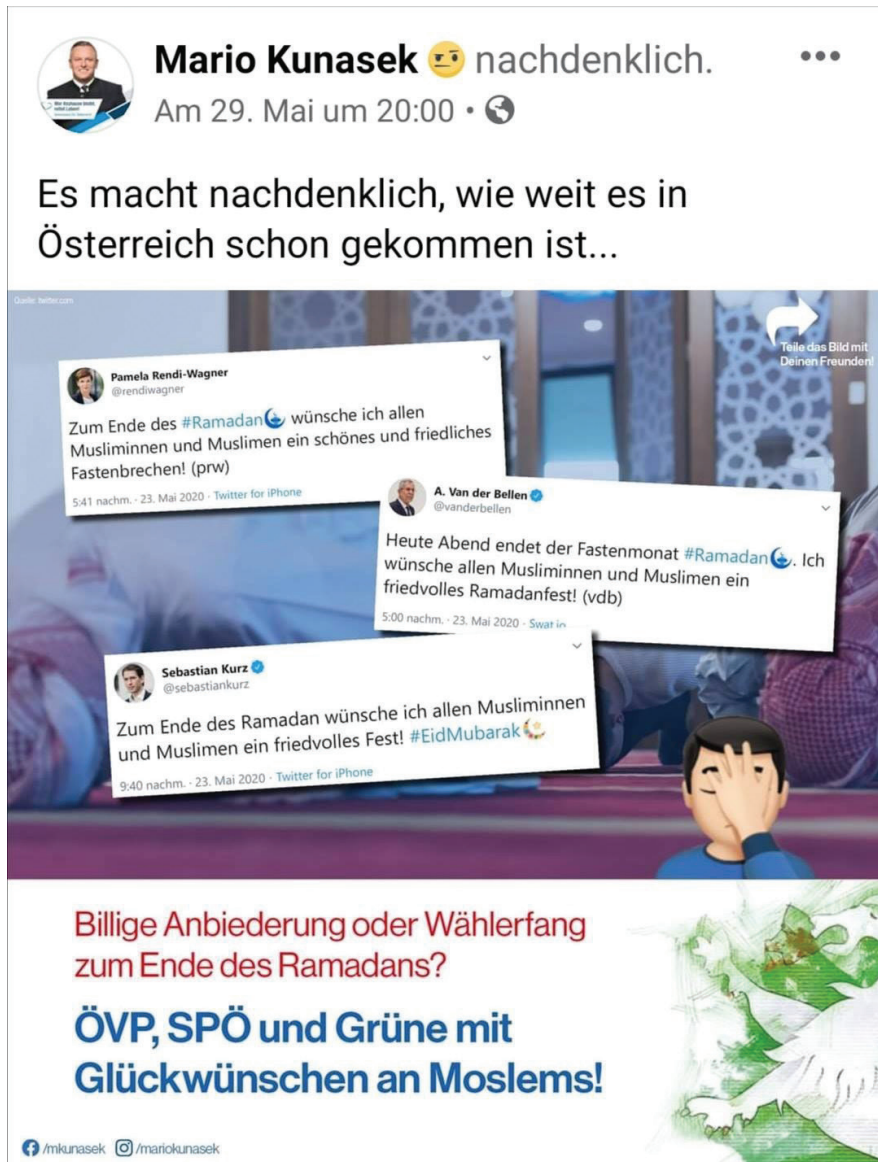 Mario Kunasek 🤨 nachdenklich.
Am 29. Mai um 20:00 ·
Es macht nachdenklich, wie weit es in
Österreich schon gekommen ist...
Quelle: twitter.com
Teile das Bild mit
Deinen Freunden!
Pamela Rendi-Wagner
@rendiwagner
Zum Ende des #Ramadan wünsche ich allen
Musliminnen und Muslimen ein schönes und friedliches
Fastenbrechen! (prw)
5:41 nachm. · 23. Mai 2020 · Twitter for iPhone
A. Van der Bellen
@vanderbellen
Heute Abend endet der Fastenmonat #Ramadan. Ich
wünsche allen Musliminnen und Muslimen ein
friedvolles Ramadanfest! (vdb)
5:00 nachm. · 23. Mai 2020 ·
Sebastian Kurz
@sebastiankurz
Zum Ende des Ramadan wünsche ich allen Musliminnen
und Muslimen ein friedvolles Fest! #EidMubarak
9:40 nachm. · 23. Mai 2020 · Twitter for iPhone
Billige Anbiederung oder Wählerfang
zum Ende des Ramadans?
ÖVP, SPÖ und Grüne mit
Glückwünschen an Moslems!
/mkunasek /mariokunasek